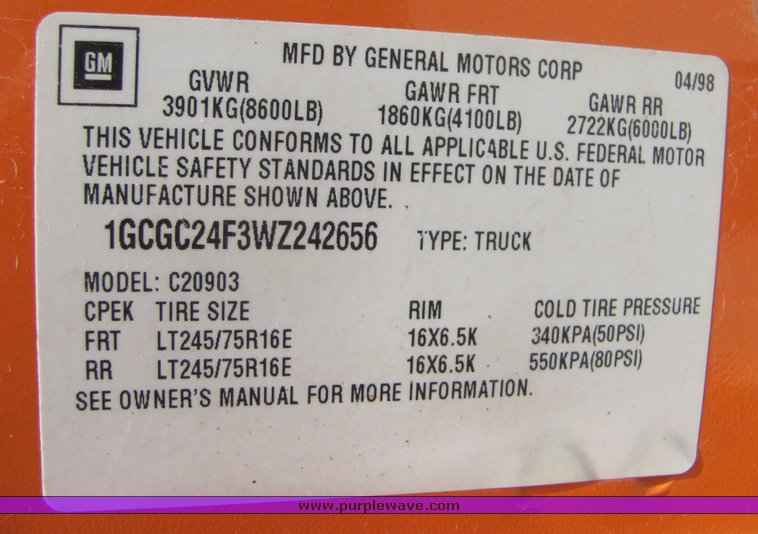 GM
MFD BY GENERAL MOTORS CORP
04/98
GVWR GAWR FRT GAWR RR
3901KG(8600LB) 1860KG(4100LB) 2722KG(6000LB)
THIS VEHICLE CONFORMS TO ALL APPLICABLE U.S. FEDERAL MOTOR
VEHICLE SAFETY STANDARDS IN EFFECT ON THE DATE OF
MANUFACTURE SHOWN ABOVE.
1GCGC24F3WZ242656 TYPE: TRUCK
MODEL: C20903
CPEK TIRE SIZE RIM COLD TIRE PRESSURE
FRT LT245/75R16E 16X6.5K 340KPA(50PSI)
RR LT245/75R16E 16X6.5K 550KPA(80PSI)
SEE OWNER'S MANUAL FOR MORE INFORMATION.
www.purplewave.com